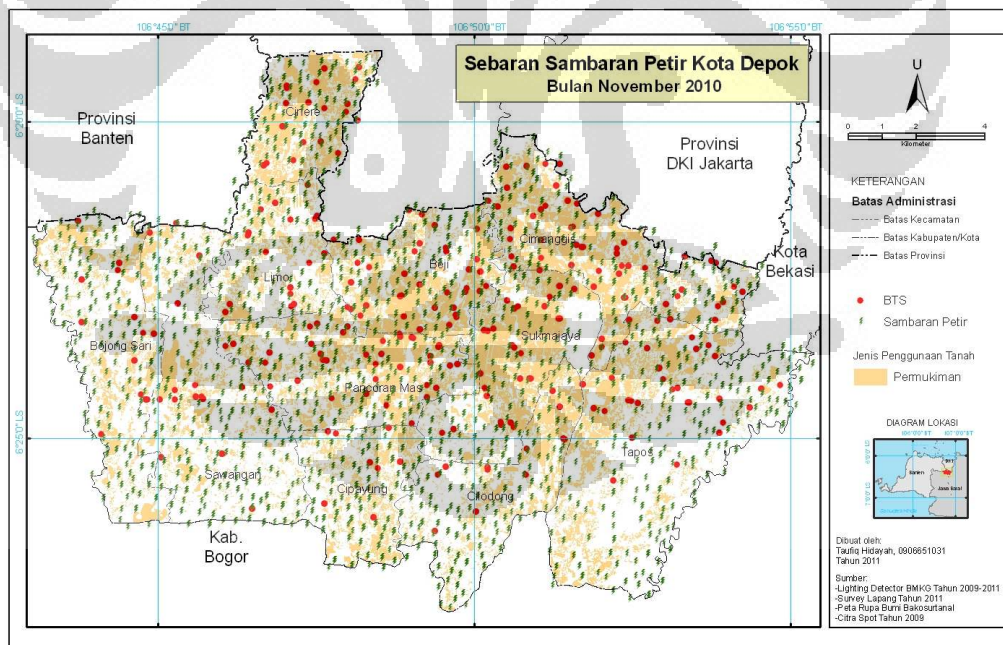 106°45'0"BT
106°50'0"BT
106°55'0"BT
Sebaran Sambaran Petir Kota Depok
Bulan November 2010
6°20'0"LS
6°25'0"LS
Provinsi
Banten
Provinsi
DKI Jakarta
Kota
Bekasi
Kab.
Bogor
Cinere
Cimanggis
Beji
Limo
Sukmajaya
Bojong Sari
Pancoran Mas
Sawangan
Cipayung
Cilodong
Tapos
U
0 1 2 4
Kilometer
KETERANGAN
Batas Administrasi
Batas Kecamatan
Batas Kabupaten/Kota
Batas Provinsi
BTS
Sambaran Petir
Jenis Penggunaan Tanah
Permukiman
DIAGRAM LOKASI
Banten
Jawa Barat
Dibuat oleh:
Taufiq Hidayah, 0906651031
Tahun 2011
Sumber:
-Lighting Detector BMKG Tahun 2009-2011
-Survey Lapang Tahun 2011
-Peta Rupa Bumi Bakosurtanal
-Citra Spot Tahun 2009